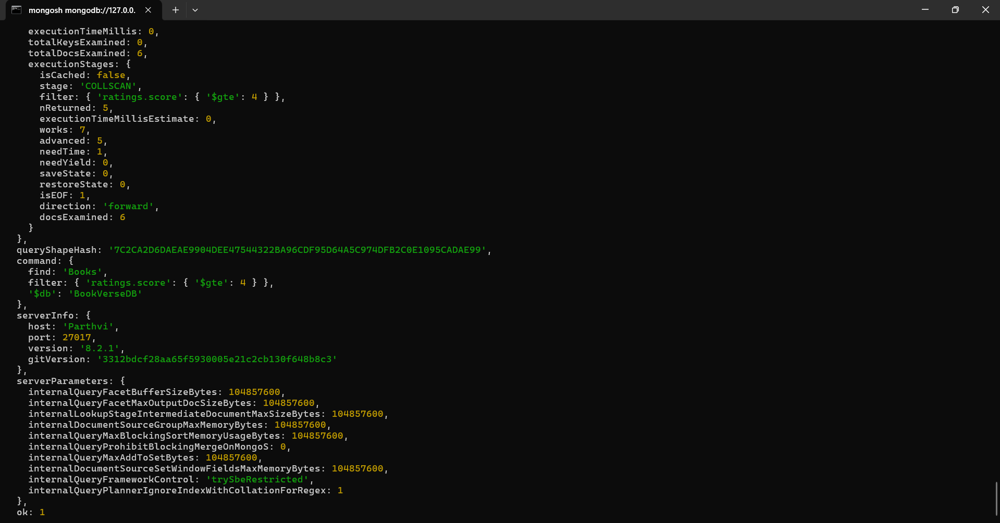 mongosh mongodb://127.0.0.
executionTimeMillis: 0,
totalKeysExamined: 0,
totalDocsExamined: 6,
executionStages: {
isCached: false,
stage: 'COLLSCAN',
filter: { 'ratings.score': { '$gte': 4 } },
nReturned: 5,
executionTimeMillisEstimate: 0,
works: 7,
advanced: 5,
needTime: 1,
needYield: 0,
saveState: 0,
restoreState: 0,
isEOF: 1,
direction: 'forward',
docsExamined: 6
}
},
queryShapeHash: '7C2CA2D6DAEAE9904DEE47544322BA96CDF95D64A5C974DFB2C0E1095CADAE99',
command: {
find: 'Books',
filter: { 'ratings.score': { '$gte': 4 } },
'$db': 'BookVerseDB'
},
serverInfo: {
host: 'Parthvi',
port: 27017,
version: '8.2.1',
gitVersion: '3312bdcf28aa65f5930005e21c2cb130f648b8c3'
},
serverParameters: {
internalQueryFacetBufferSizeBytes: 104857600,
internalQueryFacetMaxOutputDocSizeBytes: 104857600,
internalLookupStageIntermediateDocumentMaxSizeBytes: 104857600,
internalDocumentSourceGroupMaxMemoryBytes: 104857600,
internalQueryMaxBlockingSortMemoryUsageBytes: 104857600,
internalQueryProhibitBlockingMergeOnMongoS: 0,
internalQueryMaxAddToSetBytes: 104857600,
internalDocumentSourceSetWindowFieldsMaxMemoryBytes: 104857600,
internalQueryFrameworkControl: 'trySbeRestricted',
internalQueryPlannerIgnoreIndexWithCollationForRegex: 1
},
ok: 1